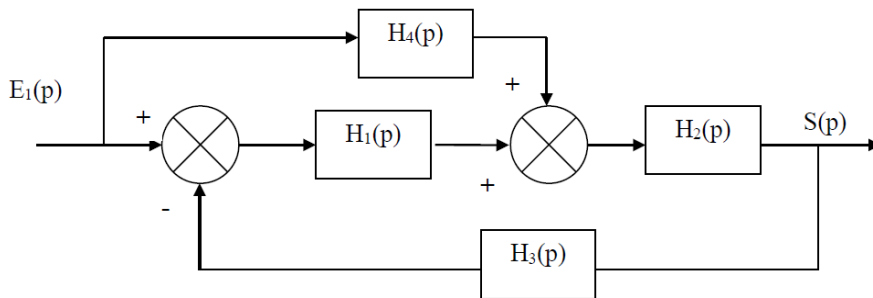 H₄(p)
E₁(p)
+
+
H₁(p)
H₂(p)
S(p)
+
-
H₃(p)